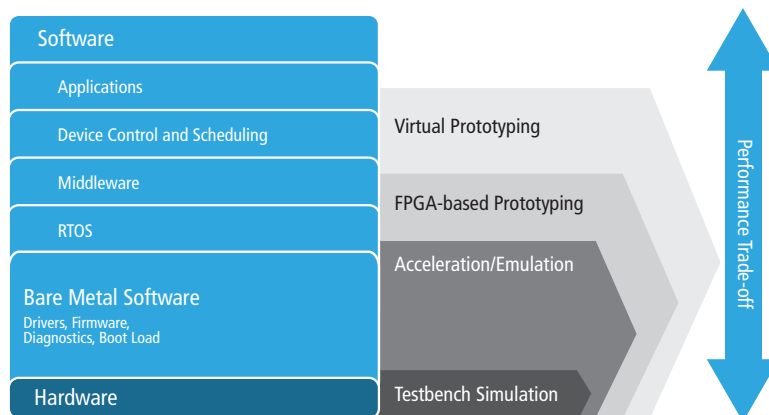 Software
Applications
Device Control and Scheduling
Middleware
RTOS
Bare Metal Software
Drivers, Firmware,
Diagnostics, Boot Load
Hardware
Virtual Prototyping
FPGA-based Prototyping
Acceleration/Emulation
Testbench Simulation
Performance Trade-off